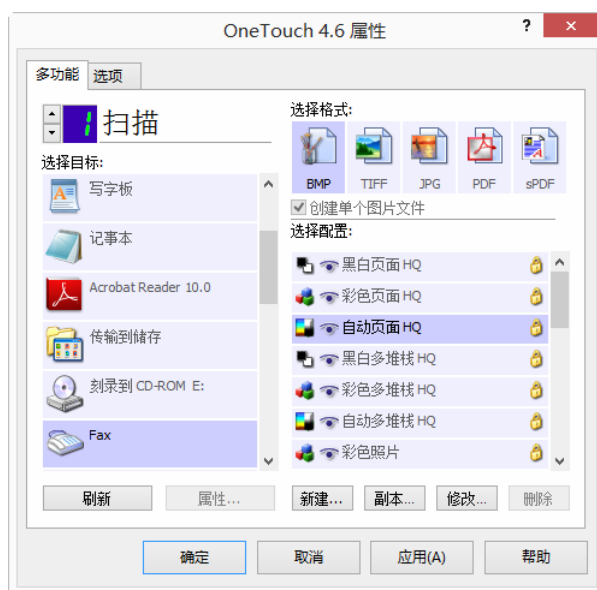 OneTouch 4.6 属性
?
×
多功能 选项
1 扫描
选择目标:
写字板
记事本
Acrobat Reader 10.0
传输到储存
刻录到 CD-ROM E:
Fax
刷新 属性...
选择格式:
BMP TIFF JPG PDF sPDF
创建单个图片文件
选择配置:
黑白页面 HQ
彩色页面 HQ
自动页面 HQ
黑白多堆栈 HQ
彩色多堆栈 HQ
自动多堆栈 HQ
彩色照片
新建... 副本... 修改... 删除
确定 取消 应用(A) 帮助